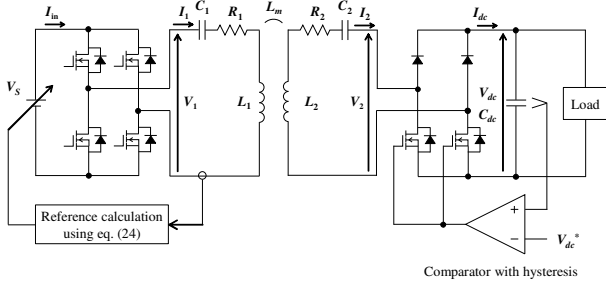 I_in
I_1
C_1
R_1
L_m
R_2
C_2
I_2
I_dc
V_S
V_1
L_1
L_2
V_2
V_dc
C_dc
Load
Reference calculation
using eq. (24)
+
−
V_dc*
Comparator with hysteresis